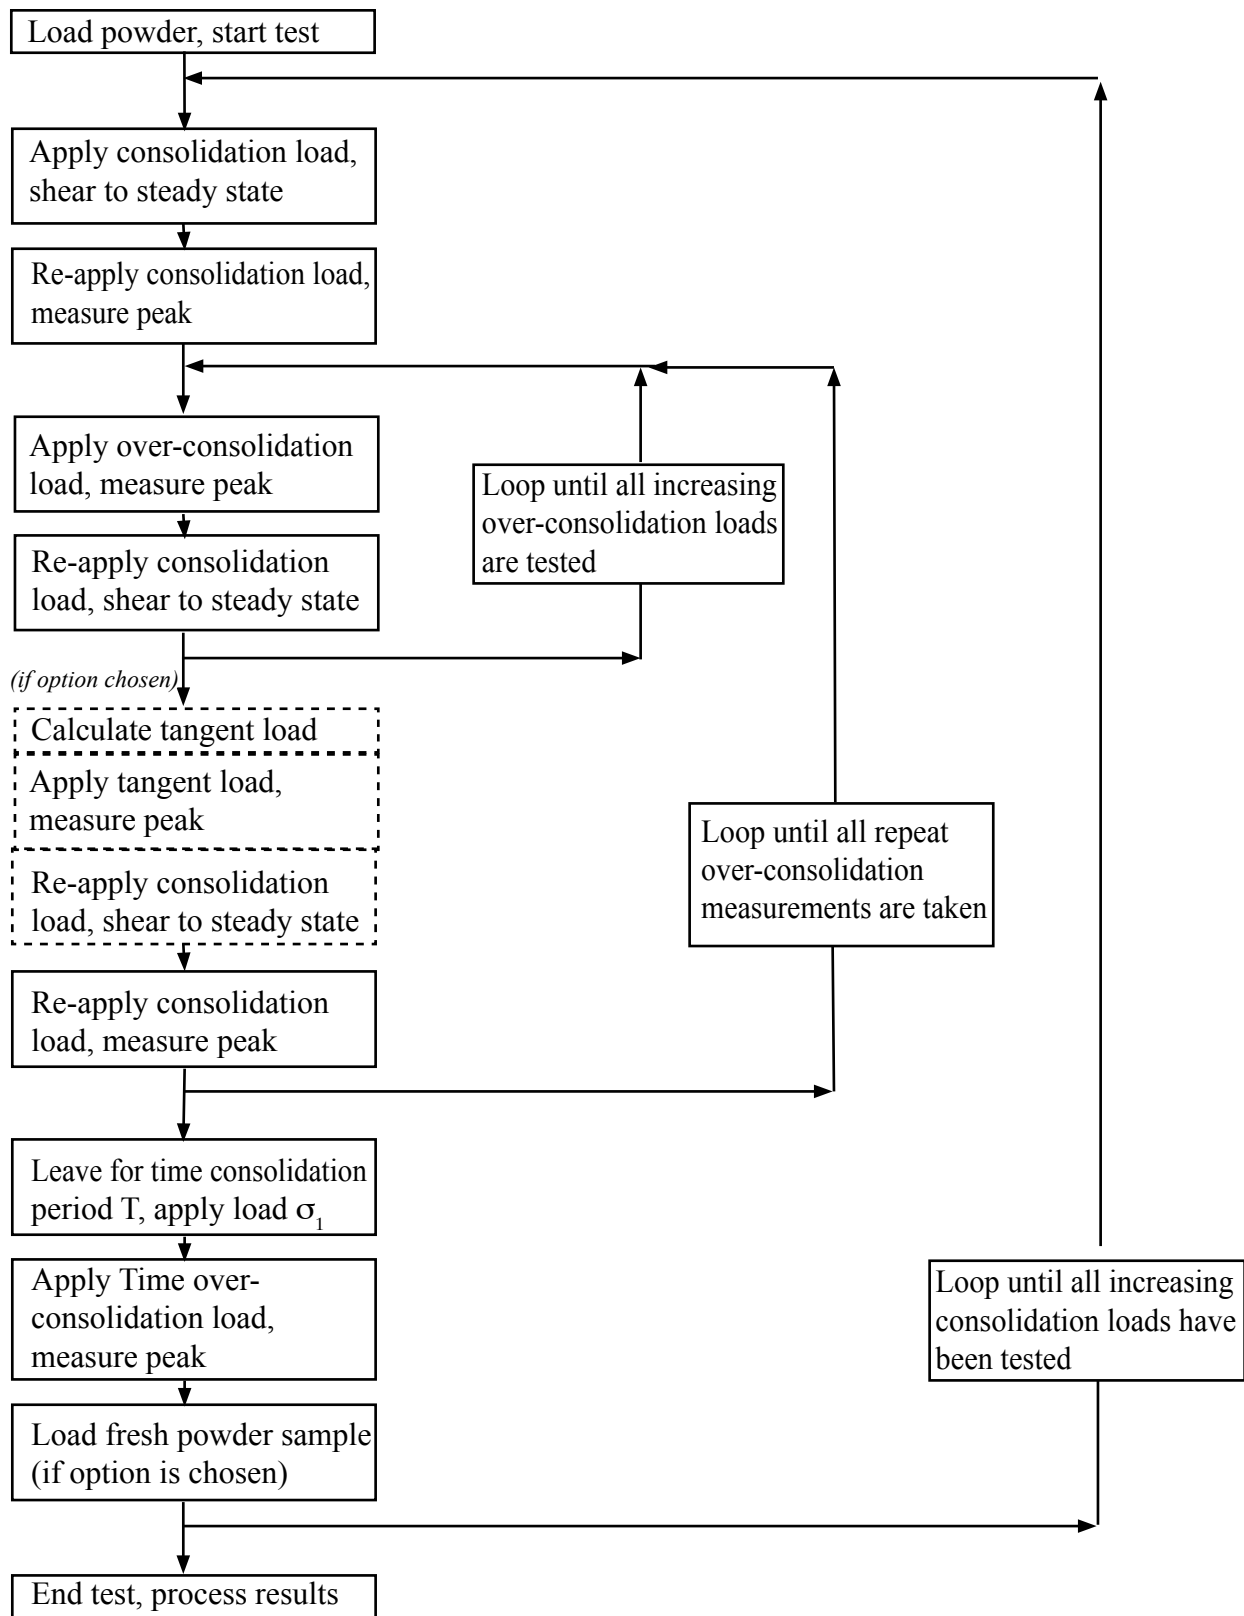 Load powder, start test
Apply consolidation load,
shear to steady state
Re-apply consolidation load,
measure peak
Apply over-consolidation
load, measure peak
Re-apply consolidation
load, shear to steady state
Loop until all increasing
over-consolidation loads
are tested
(if option chosen)
Calculate tangent load
Apply tangent load,
measure peak
Re-apply consolidation
load, shear to steady state
Loop until all repeat
over-consolidation
measurements are taken
Re-apply consolidation
load, measure peak
Leave for time consolidation
period T, apply load σ₁
Apply Time over-
consolidation load,
measure peak
Loop until all increasing
consolidation loads have
been tested
Load fresh powder sample
(if option is chosen)
End test, process results